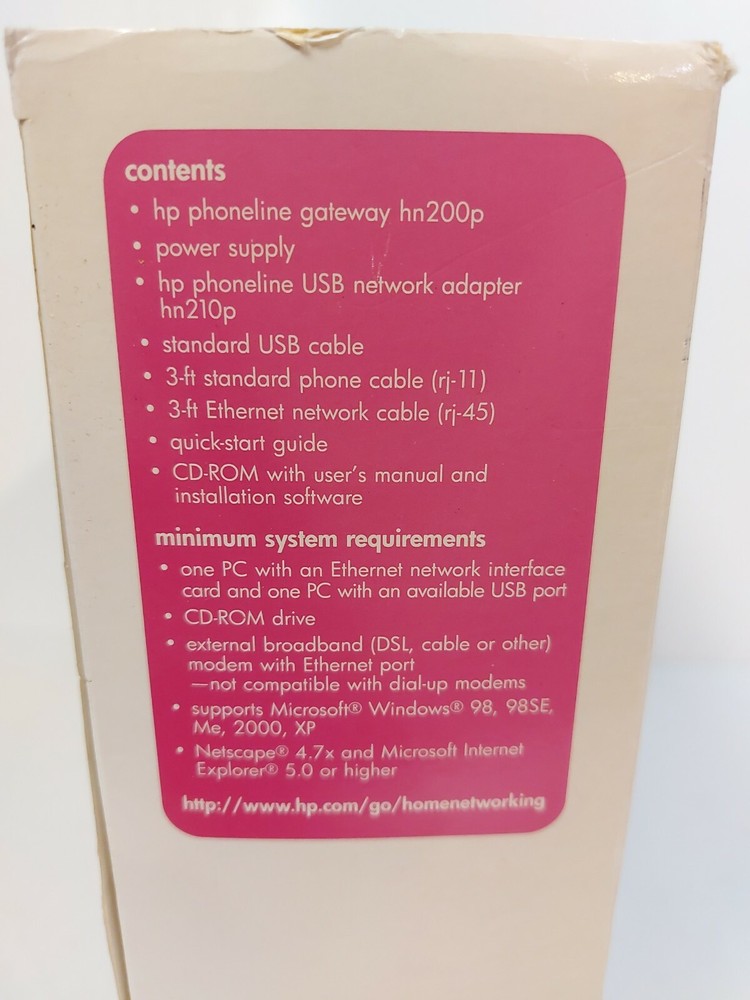 contents
• hp phoneline gateway hn200p
• power supply
• hp phoneline USB network adapter
hn210p
• standard USB cable
• 3-ft standard phone cable (rj-11)
• 3-ft Ethernet network cable (rj-45)
• quick-start guide
• CD-ROM with user's manual and
installation software
minimum system requirements
• one PC with an Ethernet network interface
card and one PC with an available USB port
• CD-ROM drive
• external broadband (DSL, cable or other)
modem with Ethernet port
—not compatible with dial-up modems
• supports Microsoft® Windows® 98, 98SE,
Me, 2000, XP
• Netscape® 4.7x and Microsoft Internet
Explorer® 5.0 or higher
http://www.hp.com/go/homenetworking